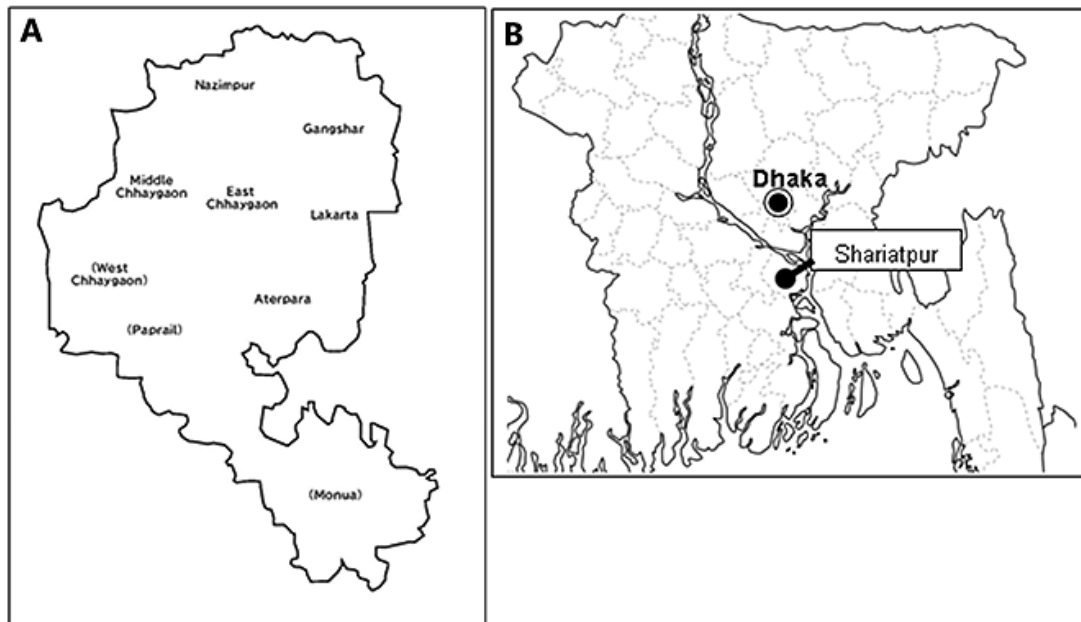 A
Nazimpur
Gangshar
Middle
Chhaygaon
East
Chhaygaon
Lakarta
(West
Chhaygaon)
Aterpara
(Paprail)
(Monua)
B
Dhaka
Shariatpur